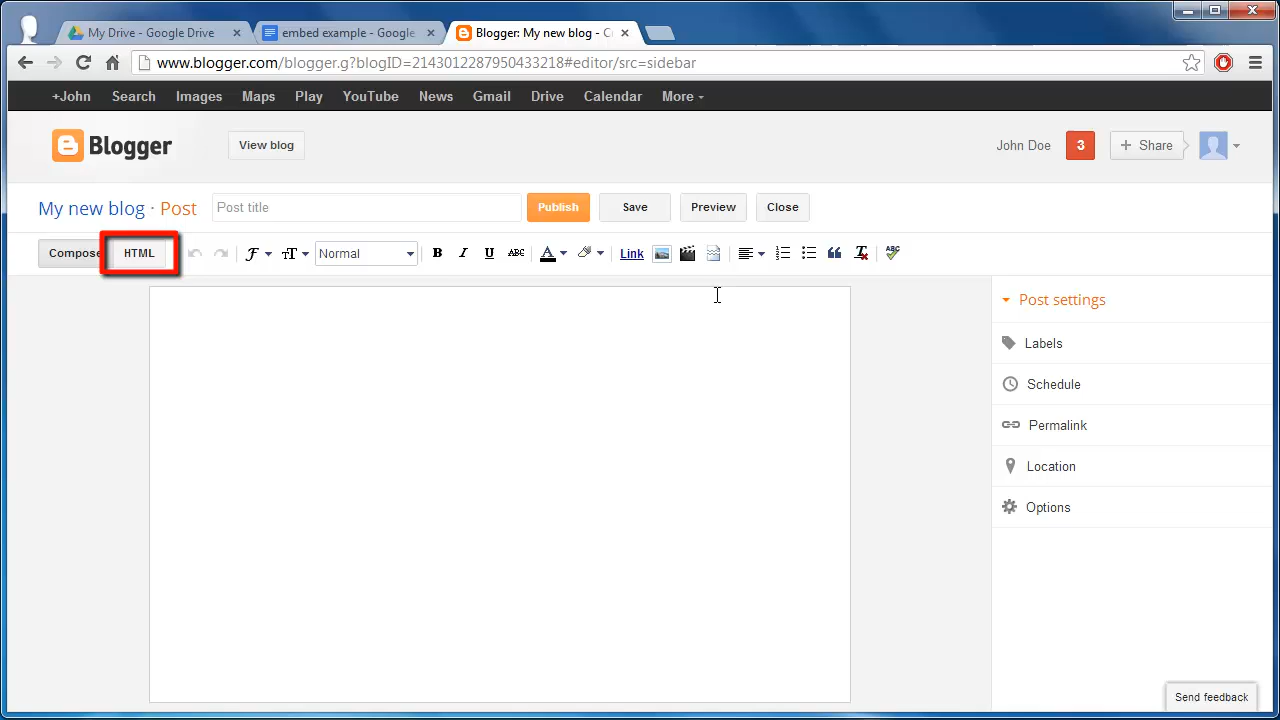 My Drive - Google Drive
embed example - Google
Blogger: My new blog - C
www.blogger.com/blogger.g?blogID=2143012287950433218#editor/src=sidebar
+John Search Images Maps Play YouTube News Gmail Drive Calendar More
Blogger View blog John Doe 3 + Share
My new blog · Post Post title Publish Save Preview Close
Compose HTML Normal B I U ABC A Link ABC
Post settings
Labels
Schedule
Permalink
Location
Options
Send feedback